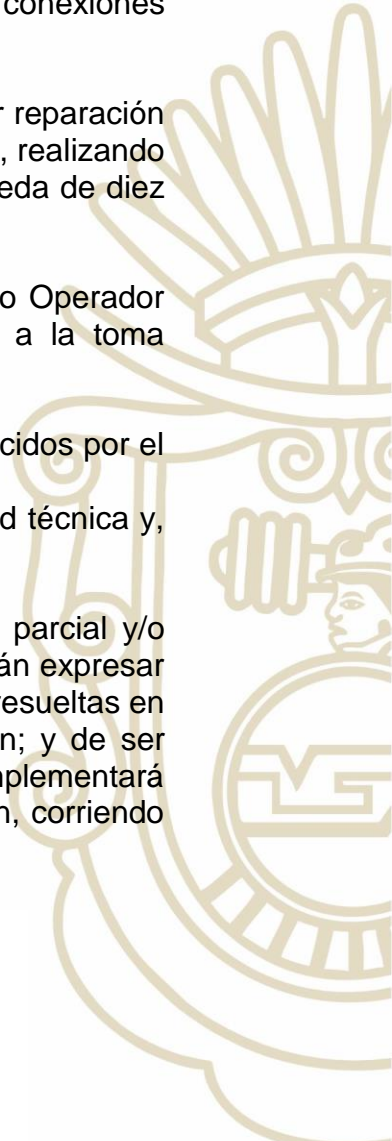 conexiones
r reparación
, realizando
eda de diez
o Operador
a la toma
cidos por el
d técnica y,
parcial y/o
án expresar
resueltas en
n; y de ser
nplementará
n, corriendo